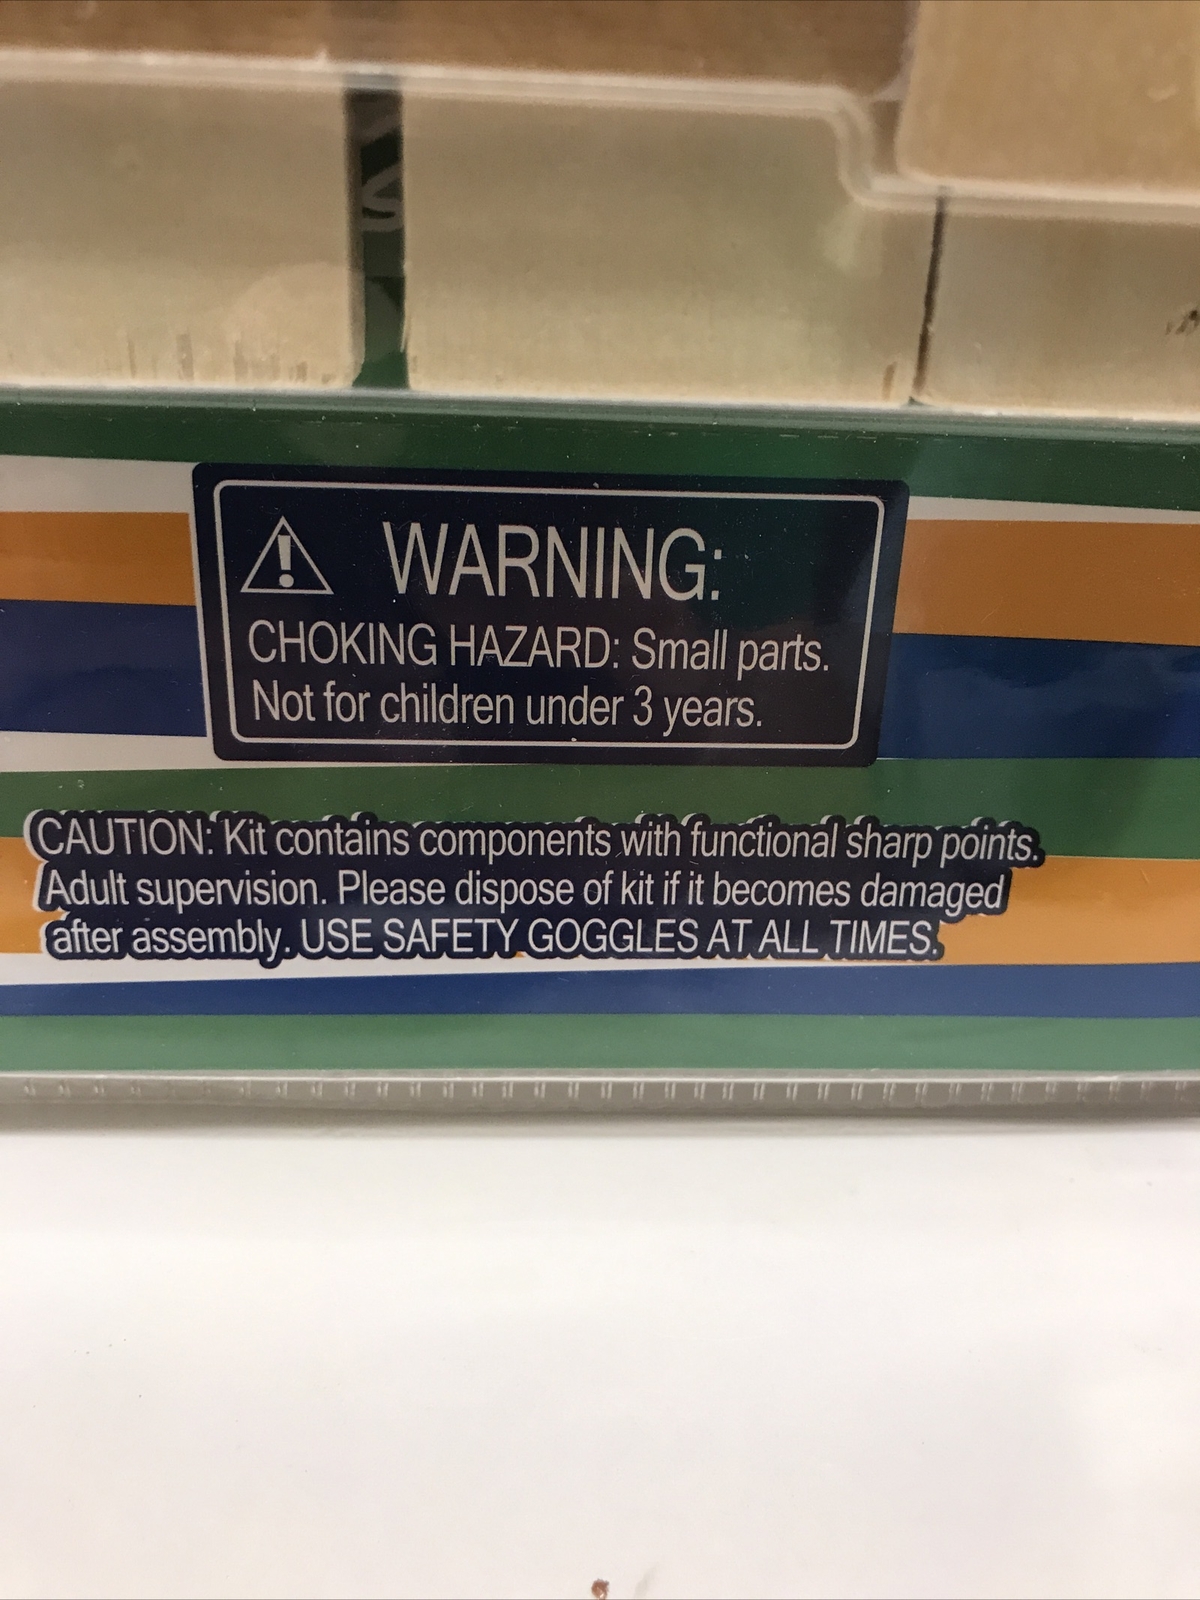 WARNING:
CHOKING HAZARD: Small parts.
Not for children under 3 years.
CAUTION: Kit contains components with functional sharp points.
Adult supervision. Please dispose of kit if it becomes damaged
after assembly. USE SAFETY GOGGLES AT ALL TIMES.